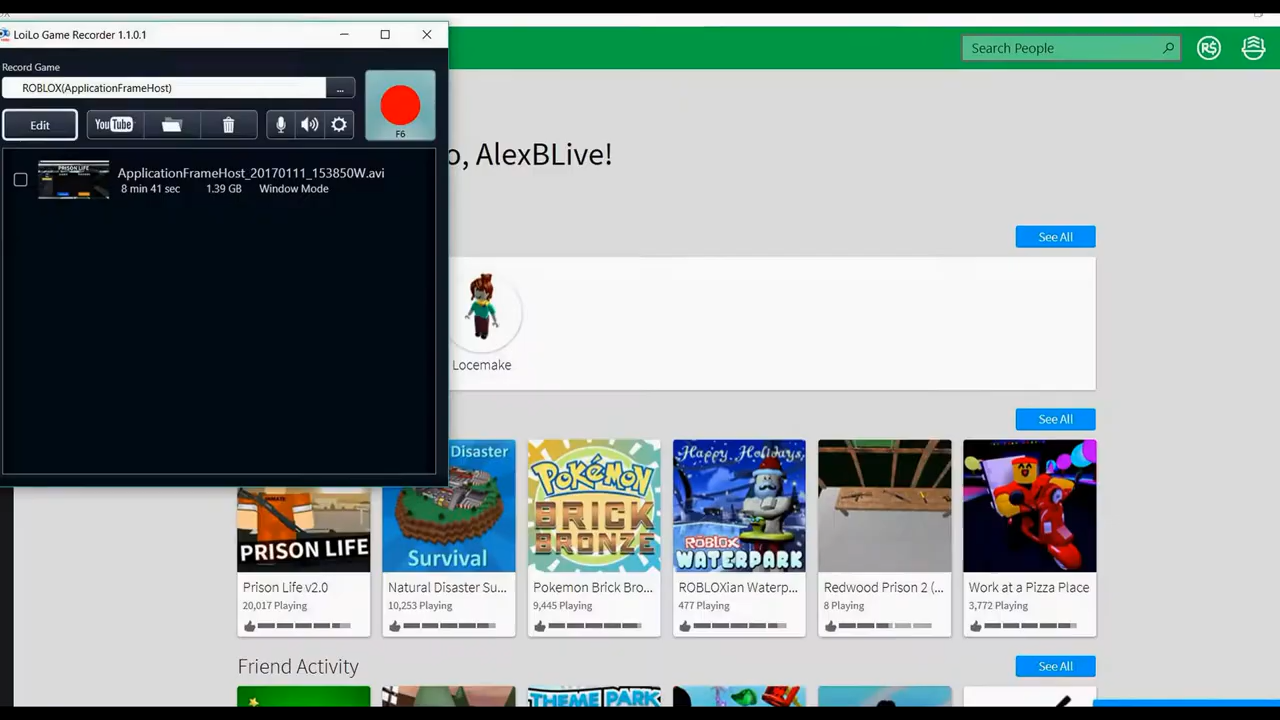 LoiLo Game Recorder 1.1.0.1
Record Game
ROBLOX(ApplicationFrameHost)
...
Edit
YouTube
F6
PRISON LIFE
ApplicationFrameHost_20170111_153850W.avi
8 min 41 sec 1.39 GB Window Mode
Search People
R$
o, AlexBLive!
See All
Locemake
See All
PRISON LIFE
Disaster
Survival
POKéMON
BRICK
BRONZE
Happy Holidays,
ROBLOX
WATERPARK
Prison Life v2.0
20,017 Playing
Natural Disaster Su...
10,253 Playing
Pokemon Brick Bro...
9,445 Playing
ROBLOXian Waterp...
477 Playing
Redwood Prison 2 (...
8 Playing
Work at a Pizza Place
3,772 Playing
Friend Activity
See All
THEME PARK